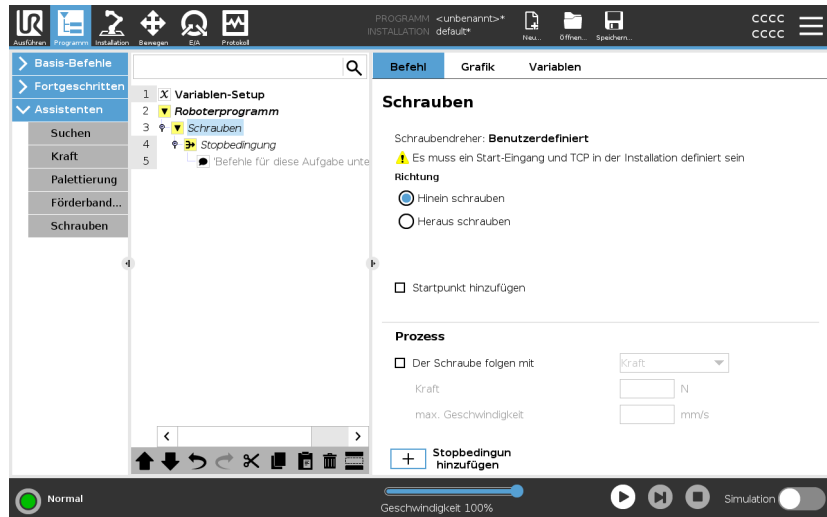 PROGRAMM <unbenannt>*
INSTALLATION default*
Ausführen Programm Installation Bewegen E/A Protokoll Neu... Öffnen... Speichern...
cccc
cccc
Basis-Befehle
Fortgeschritten
Assistenten
Suchen
Kraft
Palettierung
Förderband...
Schrauben
1 X Variablen-Setup
2 Roboterprogramm
3 Schrauben
4 Stopbedingung
5 'Befehle für diese Aufgabe unte
Befehl Grafik Variablen
Schrauben
Schraubendreher: Benutzerdefiniert
Es muss ein Start-Eingang und TCP in der Installation definiert sein
Richtung
Hinein schrauben
Heraus schrauben
Startpunkt hinzufügen
Prozess
Der Schraube folgen mit Kraft
Kraft N
max. Geschwindigkeit mm/s
Stopbedingun
hinzufügen
Normal
Geschwindigkeit 100%
Simulation